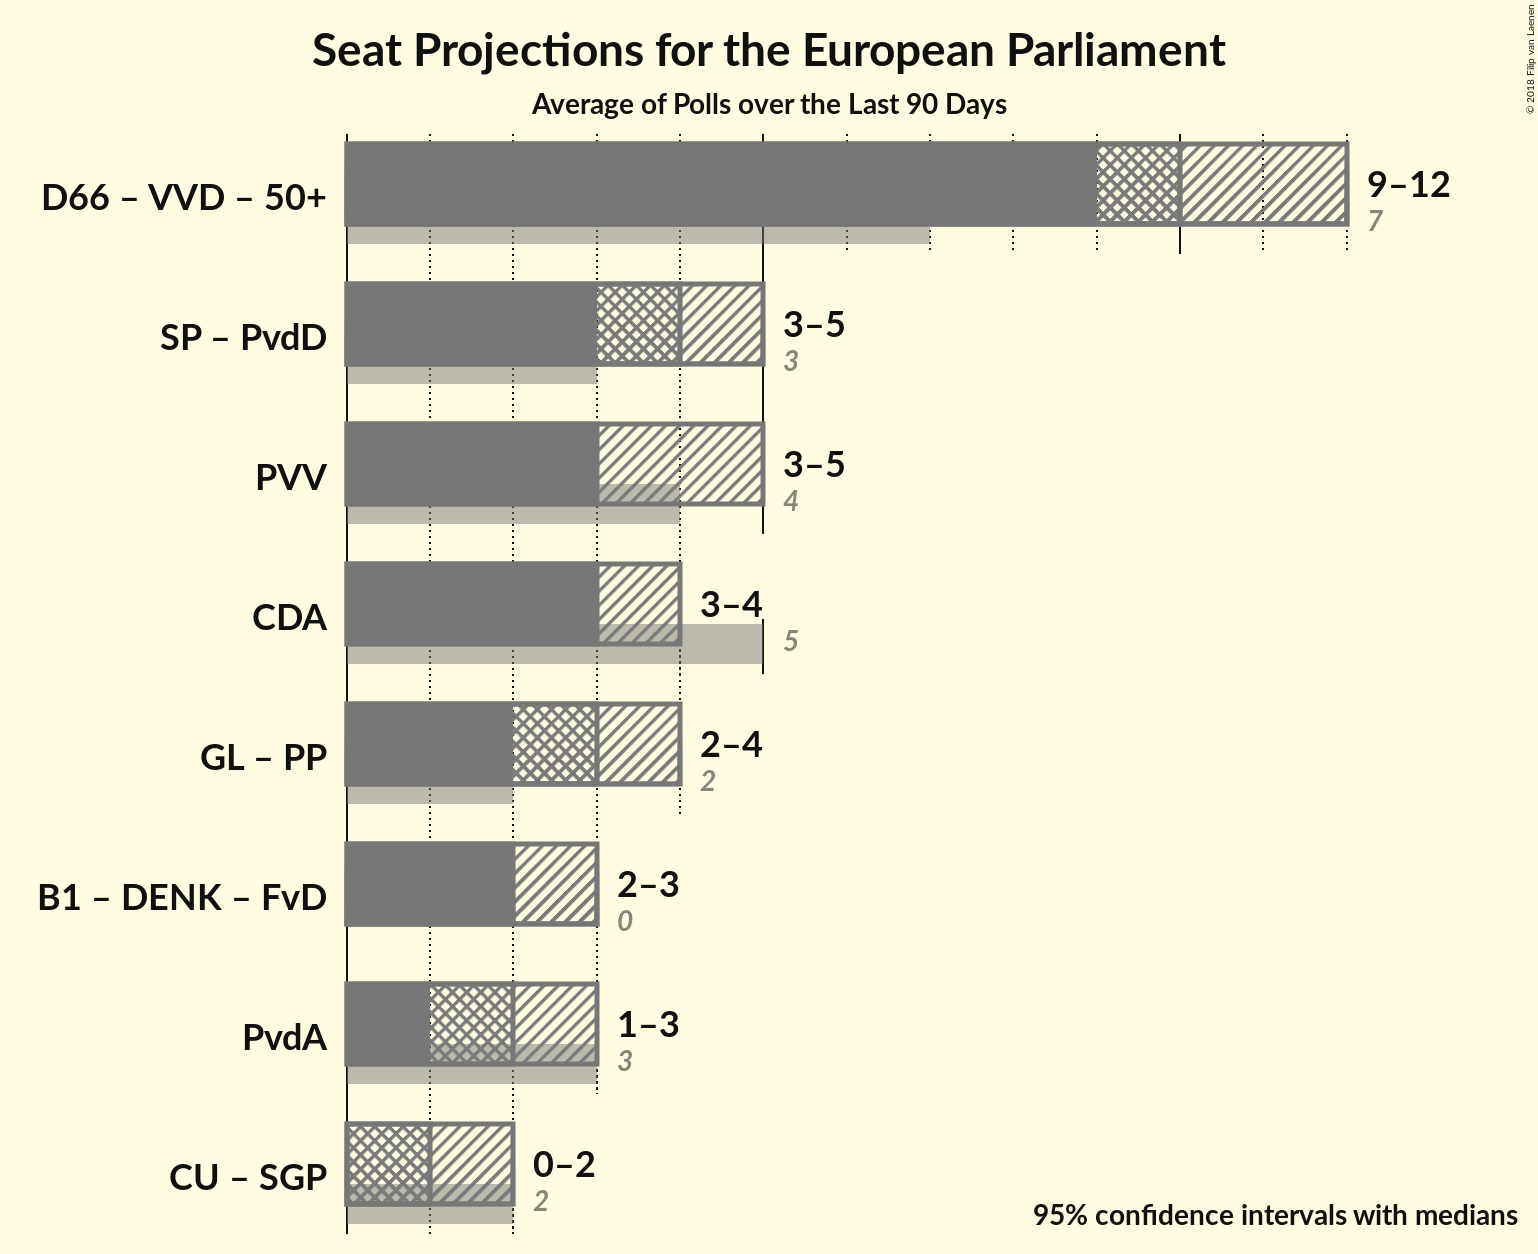 Seat Projections for the European Parliament
Average of Polls over the Last 90 Days
© 2018 Filip van Laenen
D66 – VVD – 50+
9–12
7
SP – PvdD
3–5
3
PVV
3–5
4
CDA
3–4
5
GL – PP
2–4
2
B1 – DENK – FvD
2–3
0
PvdA
1–3
3
CU – SGP
0–2
2
95% confidence intervals with medians